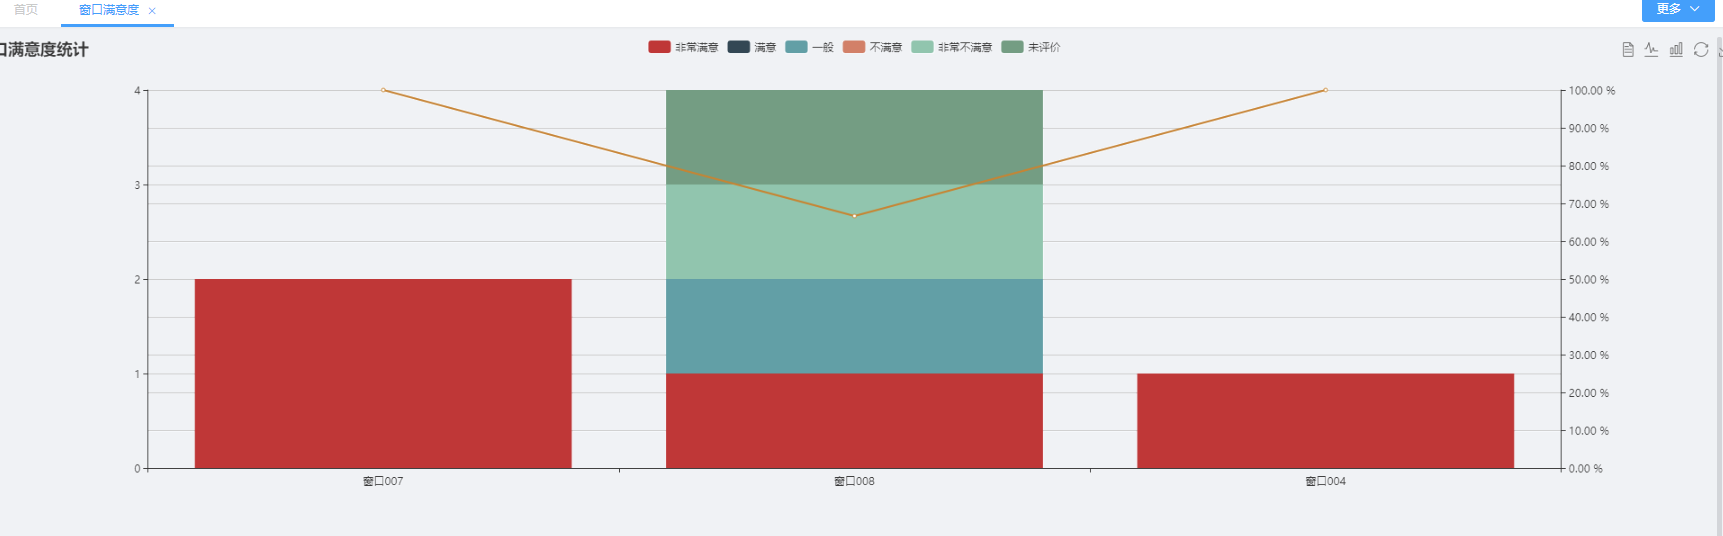 首页 窗口满意度 × 更多
口满意度统计 非常满意 满意 一般 不满意 非常不满意 未评价
4 100.00 %
90.00 %
80.00 %
3
70.00 %
60.00 %
2 50.00 %
40.00 %
30.00 %
1
20.00 %
10.00 %
0 0.00 %
窗口007 窗口008 窗口004